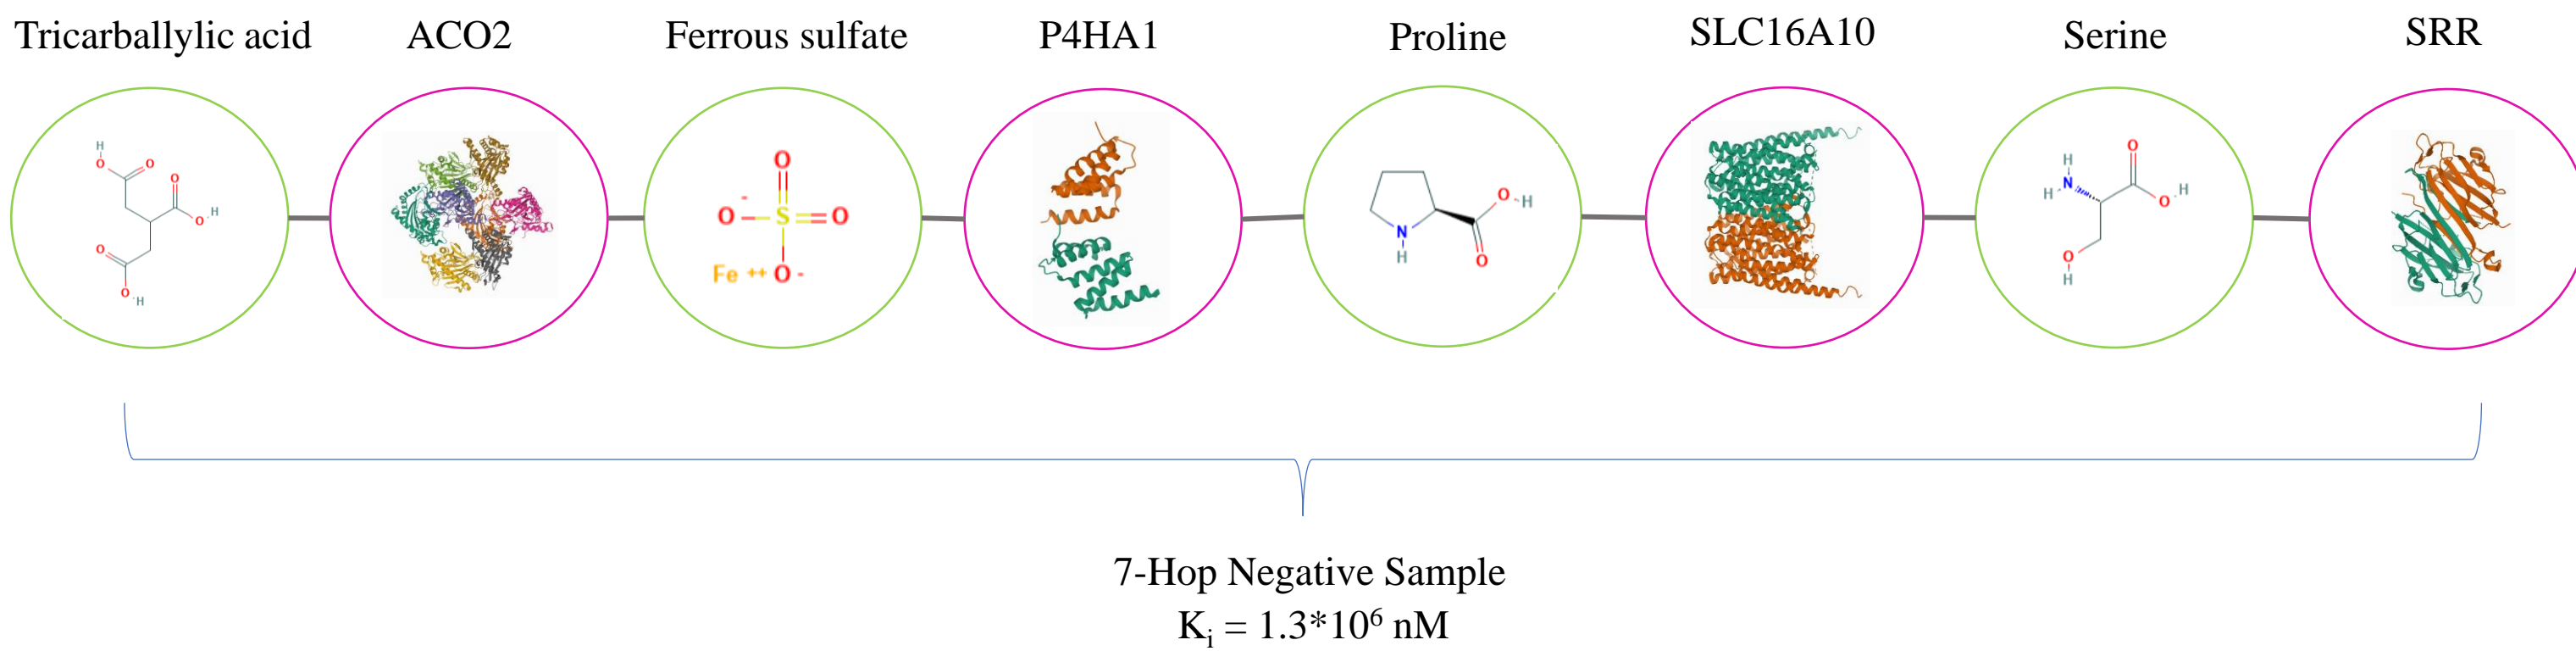 Tricarballylic acid ACO2 Ferrous sulfate P4HA1 Proline SLC16A10 Serine SRR
H O O O O H O O H
O - O S O Fe ++ O -
N H O H O
H N H O O H O H
7-Hop Negative Sample
Kᵢ = 1.3*10⁶ nM